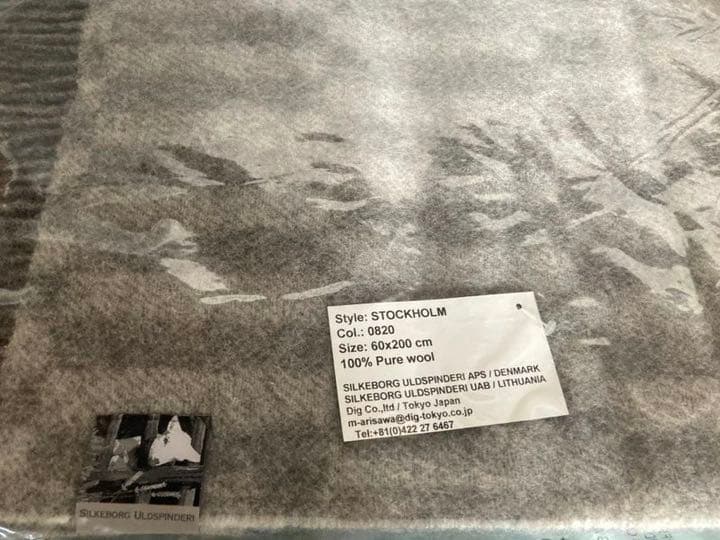 Style: STOCKHOLM
Col.: 0820
Size: 60x200 cm
100% Pure wool
SILKEBORG ULDSPINDERI APS / DENMARK
SILKEBORG ULDSPINDERI UAB / LITHUANIA
Dig Co.,ltd / Tokyo Japan
m-arisawa@dig-tokyo.co.jp
Tel:+81(0)422 27 6467
SILKEBORG ULDSPINDERI